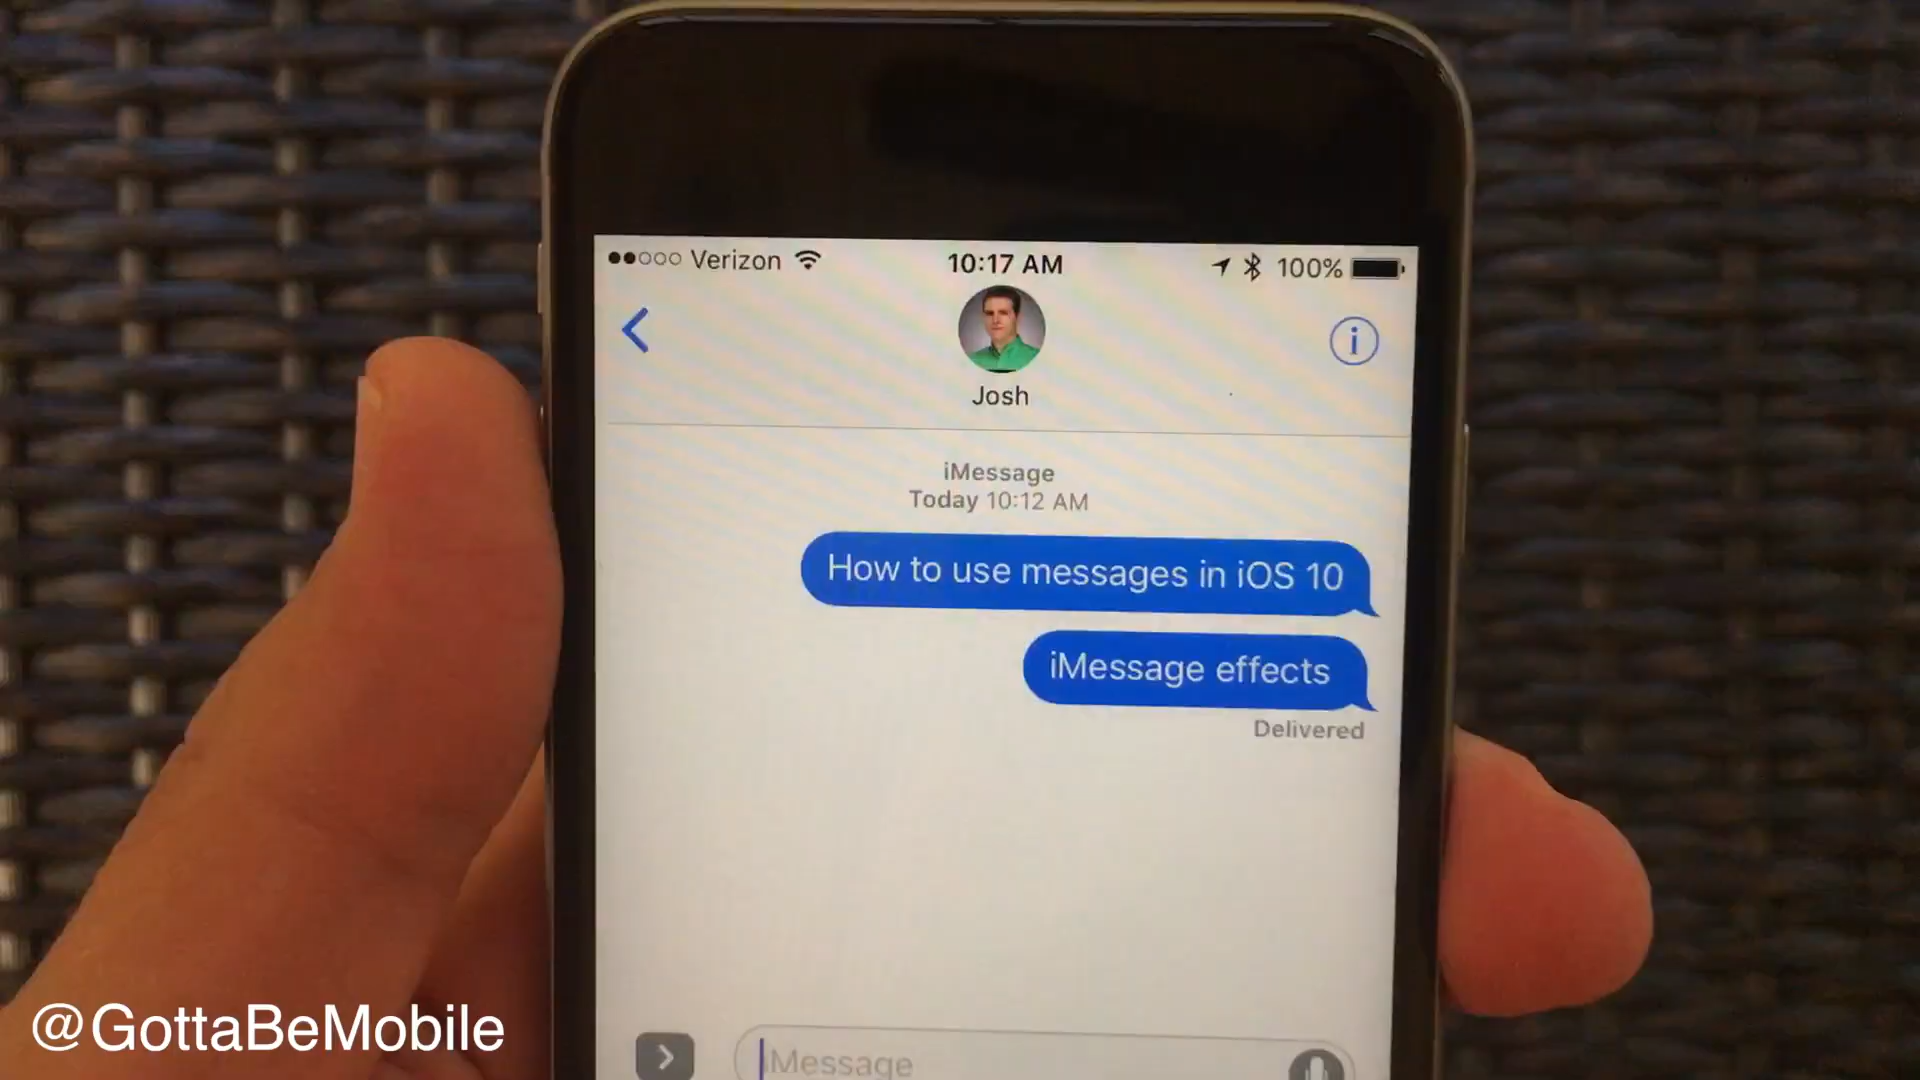 Verizon
10:17 AM
100%
Josh
iMessage
Today 10:12 AM
How to use messages in iOS 10
iMessage effects
Delivered
iMessage
@GottaBeMobile